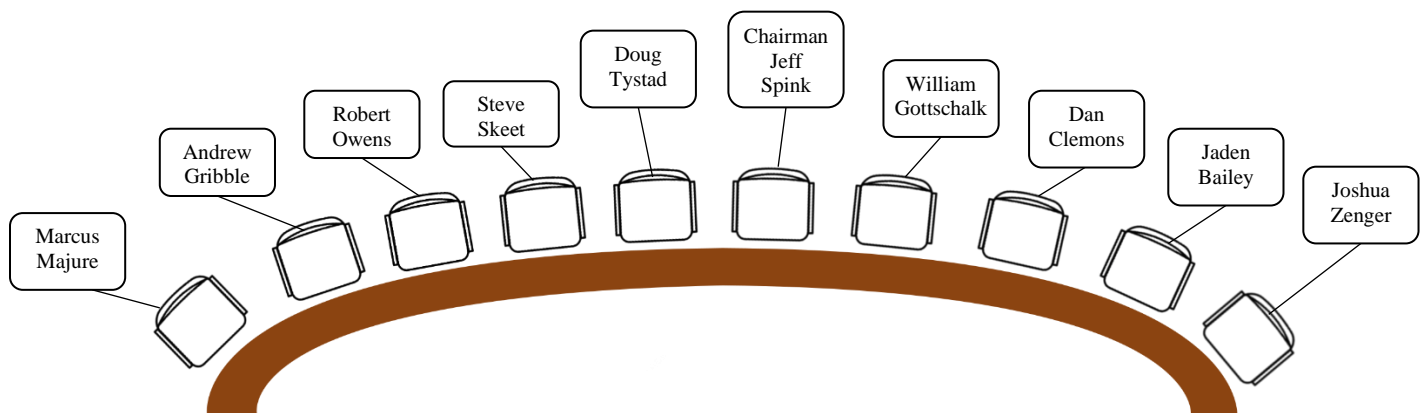 Marcus
Majure
Andrew
Gribble
Robert
Owens
Steve
Skeet
Doug
Tystad
Chairman
Jeff
Spink
William
Gottschalk
Dan
Clemons
Jaden
Bailey
Joshua
Zenger